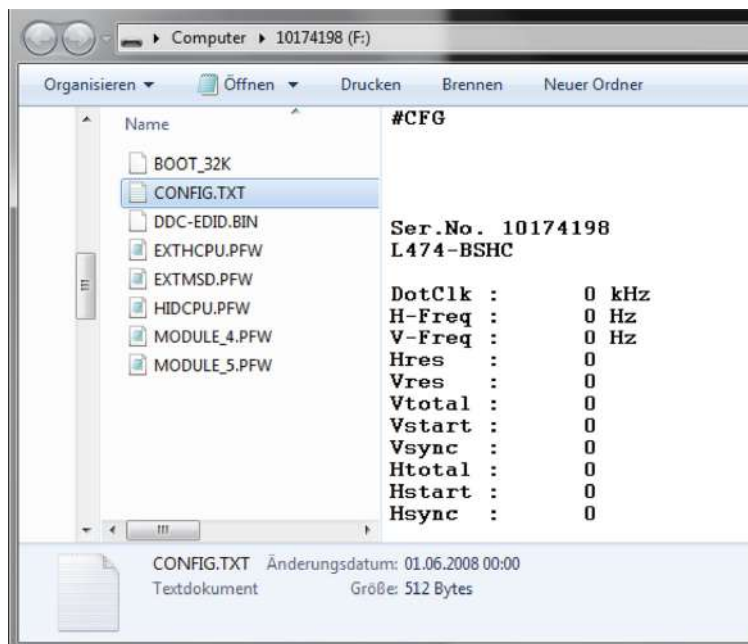 Computer ▸ 10174198 (F:)
Organisieren Öffnen Drucken Brennen Neuer Ordner
Name
BOOT_32K
CONFIG.TXT
DDC-EDID.BIN
EXTHCPU.PFW
EXTMSD.PFW
HIDCPU.PFW
MODULE_4.PFW
MODULE_5.PFW
#CFG
Ser.No. 10174198
L474-BSHC
DotClk : 0 kHz
H-Freq : 0 Hz
V-Freq : 0 Hz
Hres : 0
Vres : 0
Vtotal : 0
Vstart : 0
Vsync : 0
Htotal : 0
Hstart : 0
Hsync : 0
CONFIG.TXT Änderungsdatum: 01.06.2008 00:00
Textdokument Größe: 512 Bytes